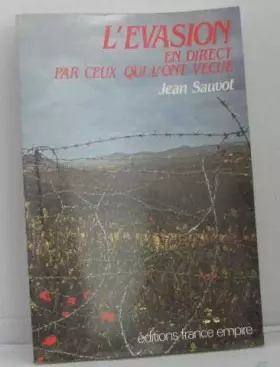 L'EVASION
EN DIRECT
PAR CEUX QUI L'ONT VECUE
Jean Sauvot
éditions france empire